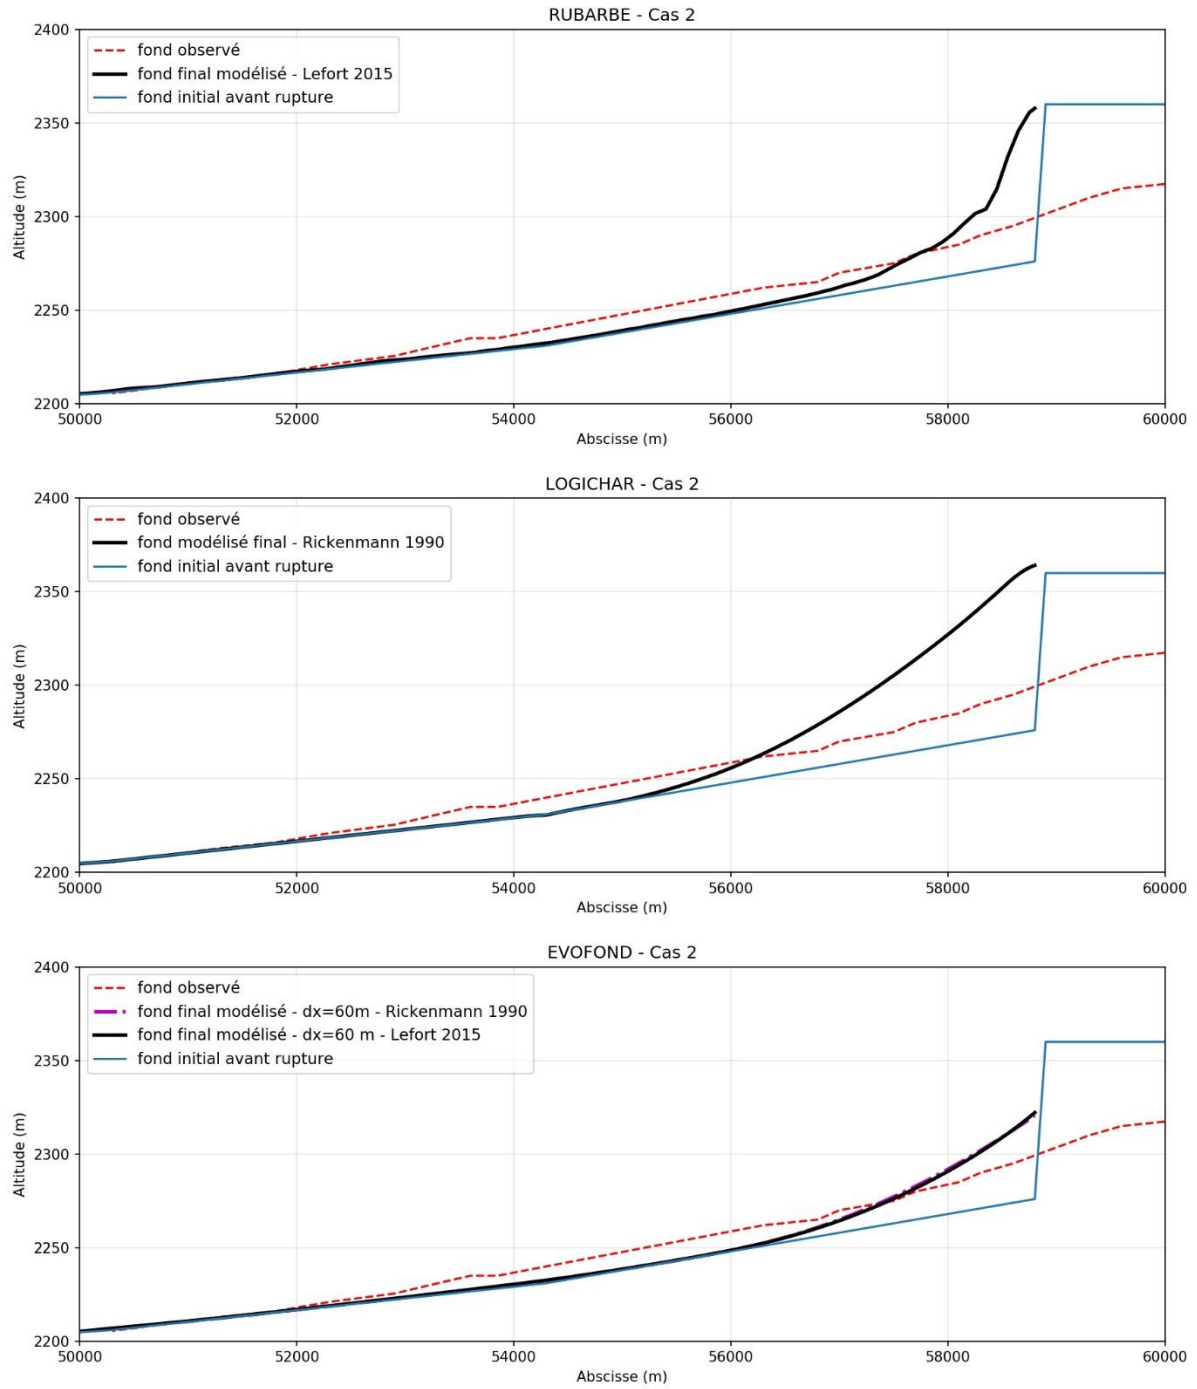 RUBARBE - Cas 2
2400
2350
2300
2250
2200
Altitude (m)
fond observé
fond final modélisé - Lefort 2015
fond initial avant rupture
50000 52000 54000 56000 58000 60000
Abscisse (m)
LOGICHAR - Cas 2
2400
2350
2300
2250
2200
Altitude (m)
fond observé
fond modélisé final - Rickenmann 1990
fond initial avant rupture
50000 52000 54000 56000 58000 60000
Abscisse (m)
EVOFOND - Cas 2
2400
2350
2300
2250
2200
Altitude (m)
fond observé
fond final modélisé - dx=60m - Rickenmann 1990
fond final modélisé - dx=60 m - Lefort 2015
fond initial avant rupture
50000 52000 54000 56000 58000 60000
Abscisse (m)